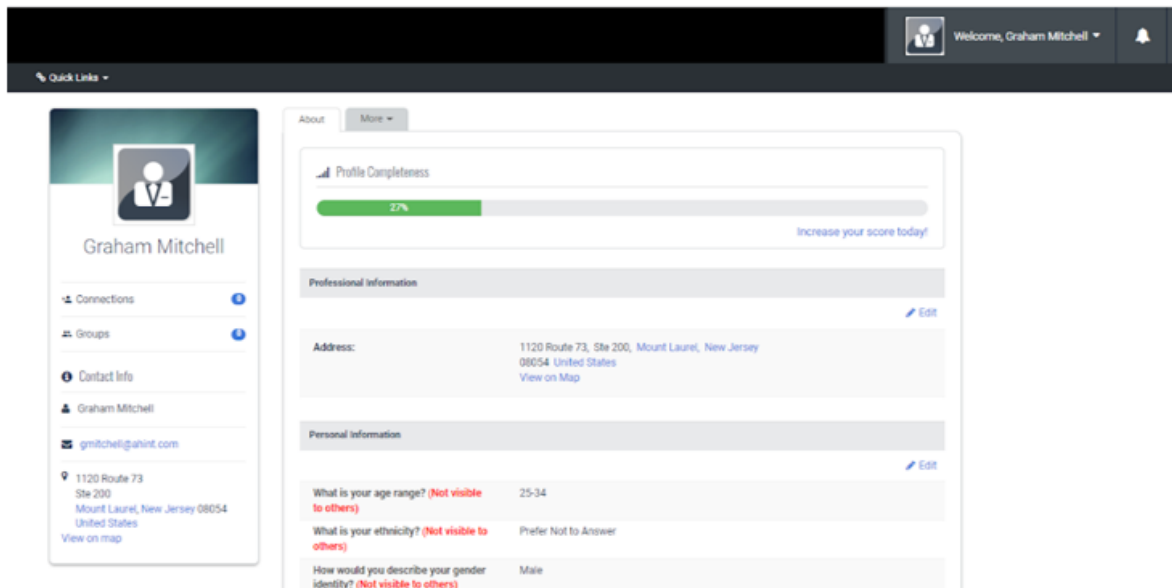 Welcome, Graham Mitchell
Quick Links
Graham Mitchell
Connections
0
Groups
0
Contact Info
Graham Mitchell
gmitchell@ahint.com
1120 Route 73
Ste 200
Mount Laurel, New Jersey 08054
United States
View on map
About
More
Profile Completeness
27%
Increase your score today!
Professional Information
Edit
Address:
1120 Route 73, Ste 200, Mount Laurel, New Jersey
08054 United States
View on Map
Personal Information
Edit
What is your age range? (Not visible
to others)
25-34
What is your ethnicity? (Not visible to
others)
Prefer Not to Answer
How would you describe your gender
identity? (Not visible to others)
Male